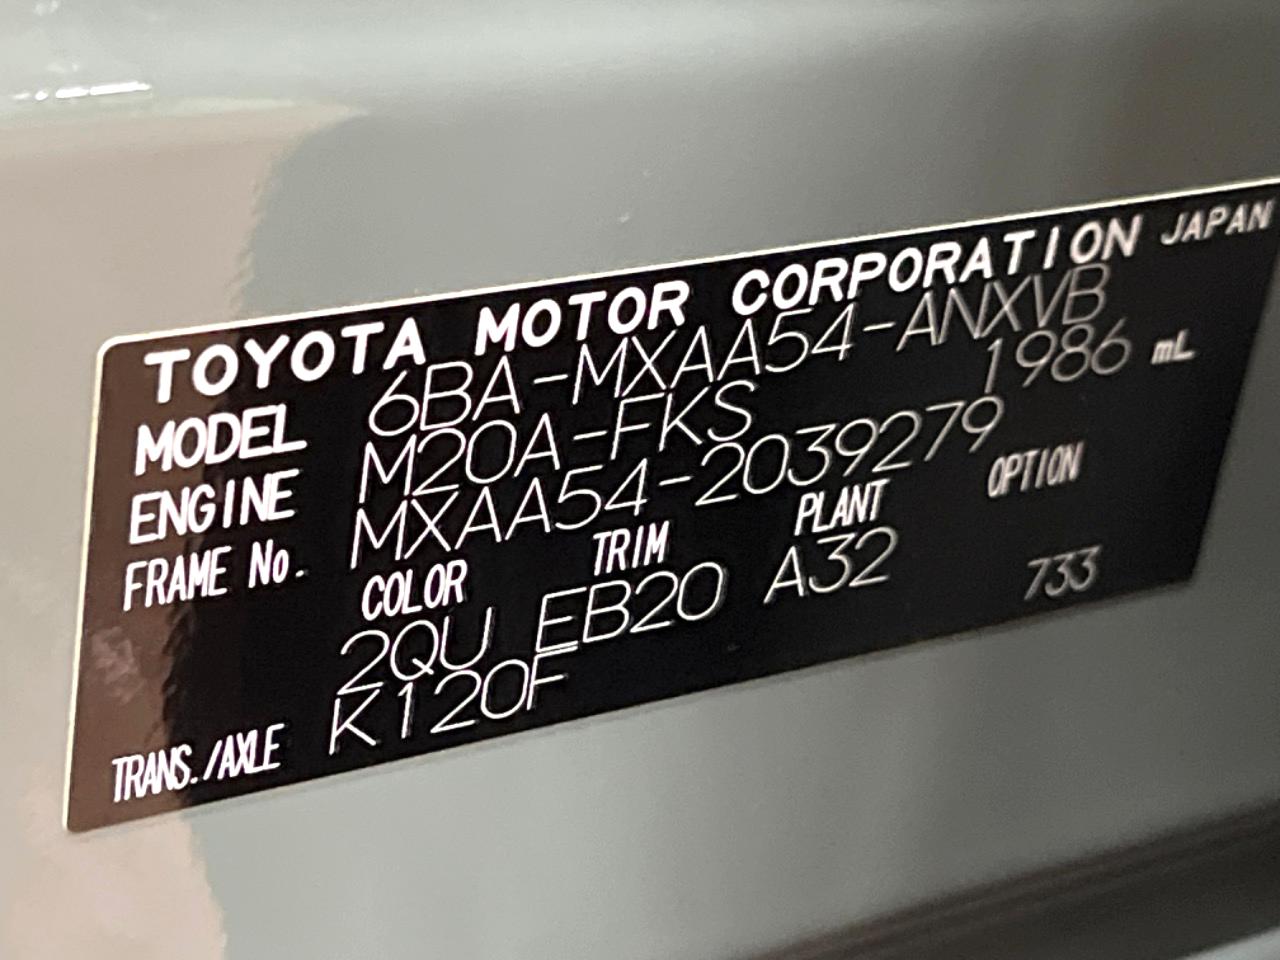 TOYOTA MOTOR CORPORATION JAPAN
MODEL 6BA-MXAA54-ANXVB
ENGINE M20A-FKS 1986 mL
FRAME No. MXAA54-2039279
COLOR TRIM PLANT OPTION
2QU EB20 A32 733
TRANS./AXLE K120F